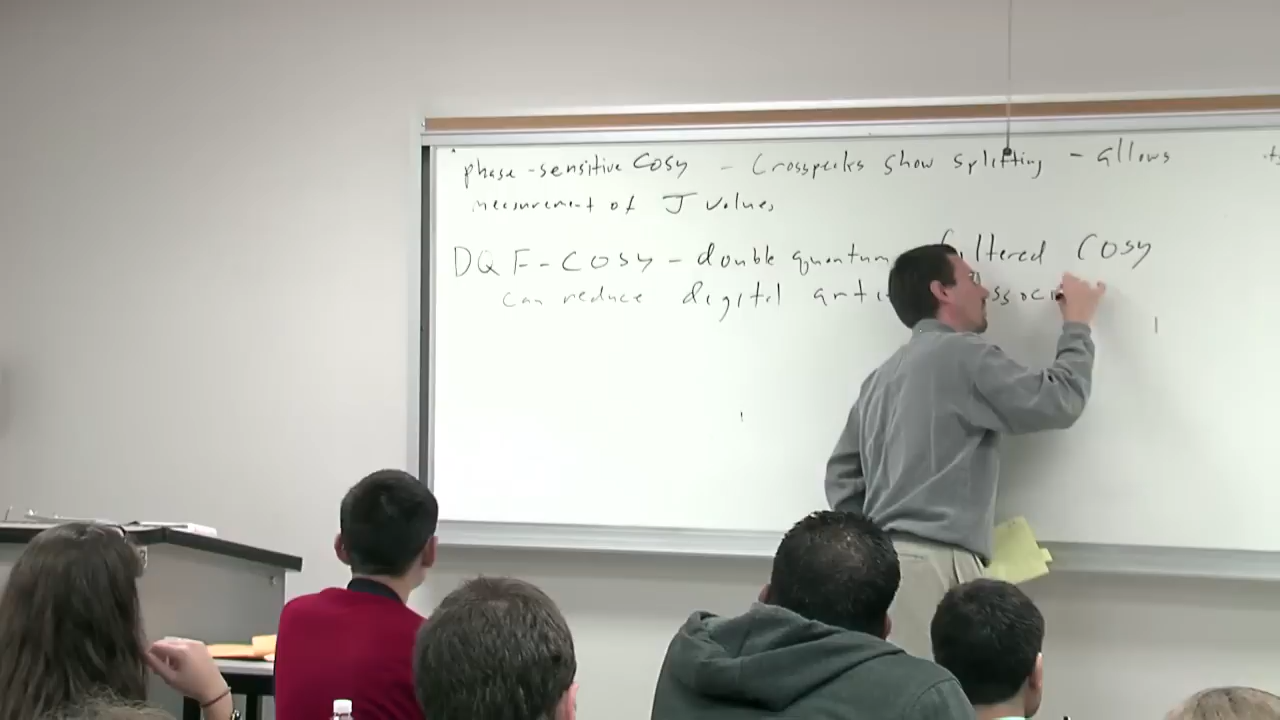 phase-sensitive COSY - Crosspeaks show splitting - allows
measurement of J values
DQF-COSY - double quantum filtered COSY
can reduce digital